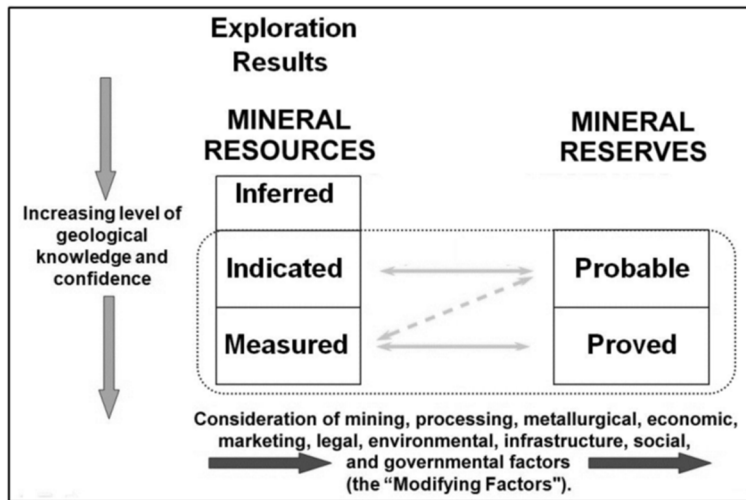 Exploration
Results
MINERAL
RESOURCES
MINERAL
RESERVES
Increasing level of
geological
knowledge and
confidence
Inferred
Indicated
Measured
Probable
Proved
Consideration of mining, processing, metallurgical, economic,
marketing, legal, environmental, infrastructure, social,
and governmental factors
(the “Modifying Factors").